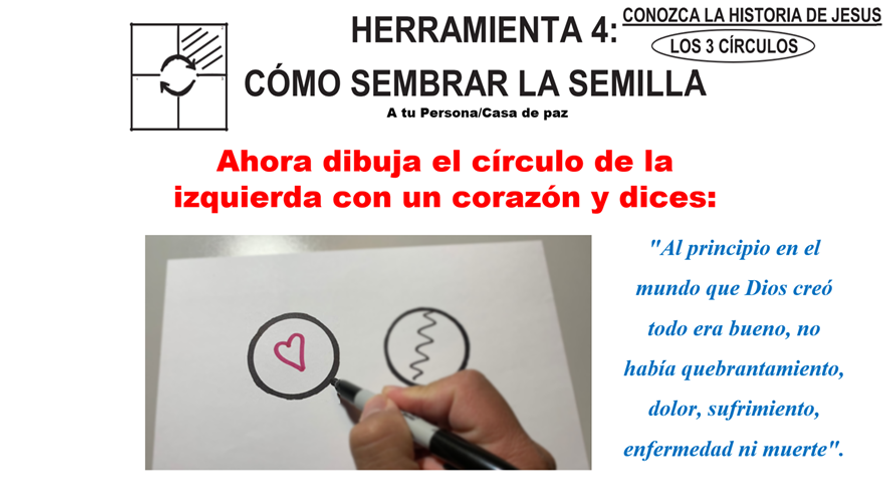 HERRAMIENTA 4:
CONOZCA LA HISTORIA DE JESUS
LOS 3 CÍRCULOS
CÓMO SEMBRAR LA SEMILLA
A tu Persona/Casa de paz
Ahora dibuja el círculo de la
izquierda con un corazón y dices:
"Al principio en el
mundo que Dios creó
todo era bueno, no
había quebrantamiento,
dolor, sufrimiento,
enfermedad ni muerte".